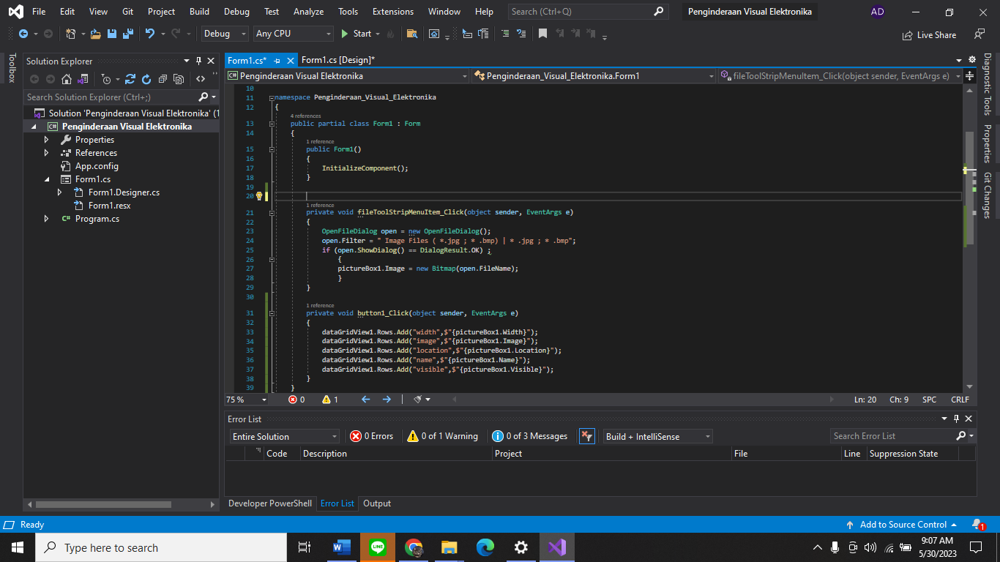 File Edit View Git Project Build Debug Test Analyze Tools Extensions Window Help Search (Ctrl+Q) Penginderaan Visual Elektronika AD
Debug Any CPU Start Live Share
Toolbox
Solution Explorer
Search Solution Explorer (Ctrl+;)
Solution 'Penginderaan Visual Elektronika' (1
C# Penginderaan Visual Elektronika
Properties
References
App.config
Form1.cs
Form1.Designer.cs
Form1.resx
C# Program.cs
Form1.cs* Form1.cs [Design]*
C# Penginderaan Visual Elektronika Penginderaan_Visual_Elektronika.Form1 fileToolStripMenuItem_Click(object sender, EventArgs e)
10
11 namespace Penginderaan_Visual_Elektronika
12 {
4 references
13 public partial class Form1 : Form
14 {
1 reference
15 public Form1()
16 {
17 InitializeComponent();
18 }
19
20
1 reference
21 private void fileToolStripMenuItem_Click(object sender, EventArgs e)
22 {
23 OpenFileDialog open = new OpenFileDialog();
24 open.Filter = " Image Files ( *.jpg ; * .bmp) | * .jpg ; * .bmp";
25 if (open.ShowDialog() == DialogResult.OK) ;
26 {
27 pictureBox1.Image = new Bitmap(open.FileName);
28 }
29 }
30
1 reference
31 private void button1_Click(object sender, EventArgs e)
32 {
33 dataGridView1.Rows.Add("width",$"{pictureBox1.Width}");
34 dataGridView1.Rows.Add("image",$"{pictureBox1.Image}");
35 dataGridView1.Rows.Add("location",$"{pictureBox1.Location}");
36 dataGridView1.Rows.Add("name",$"{pictureBox1.Name}");
37 dataGridView1.Rows.Add("visible",$"{pictureBox1.Visible}");
38 }
39 }
75 % 0 1 Ln: 20 Ch: 9 SPC CRLF
Diagnostic Tools
Properties
Git Changes
Error List
Entire Solution 0 Errors 0 of 1 Warning 0 of 3 Messages Build + IntelliSense Search Error List
Code Description Project File Line Suppression State
Developer PowerShell Error List Output
Ready Add to Source Control 1
Type here to search
W
LINE
9:07 AM
5/30/2023